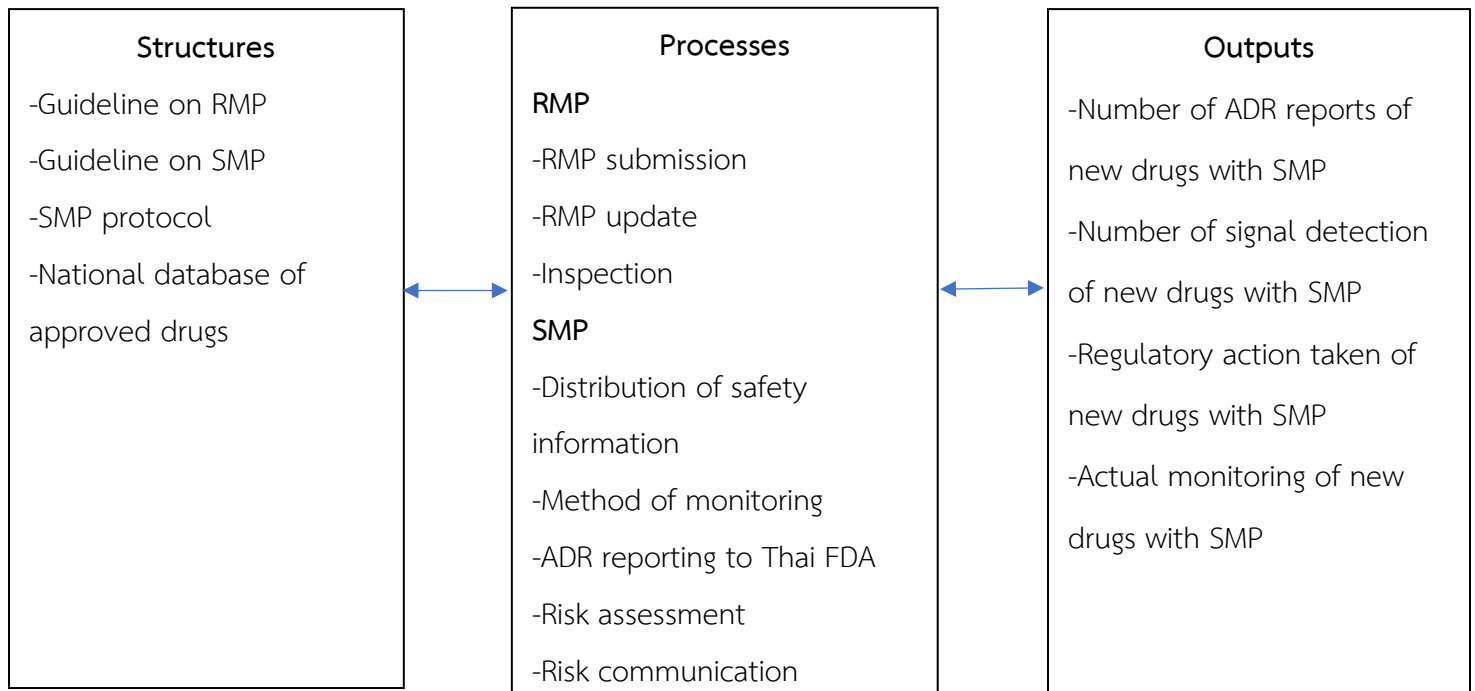 Structures
-Guideline on RMP
-Guideline on SMP
-SMP protocol
-National database of
approved drugs
Processes
RMP
-RMP submission
-RMP update
-Inspection
SMP
-Distribution of safety
information
-Method of monitoring
-ADR reporting to Thai FDA
-Risk assessment
-Risk communication
Outputs
-Number of ADR reports of
new drugs with SMP
-Number of signal detection
of new drugs with SMP
-Regulatory action taken of
new drugs with SMP
-Actual monitoring of new
drugs with SMP